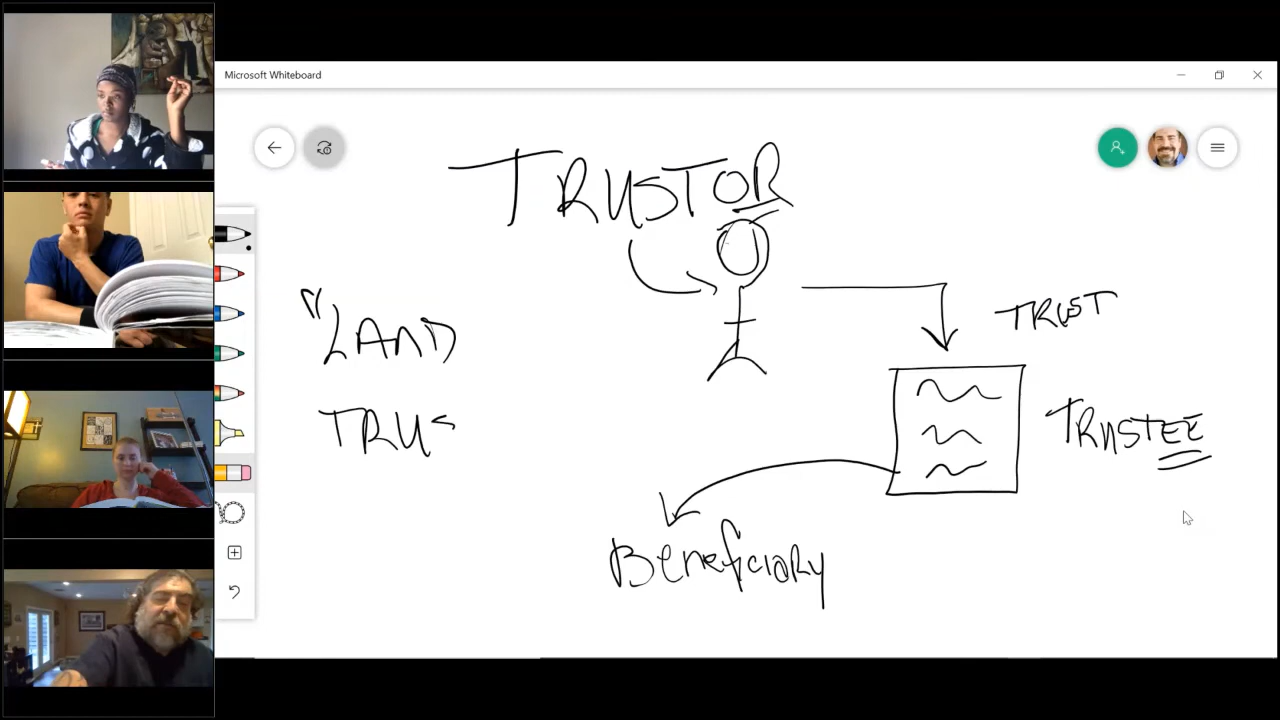 Microsoft Whiteboard
TRUSTOR
TRUST
"LAND
TRUS
TRUSTEE
Beneficiary